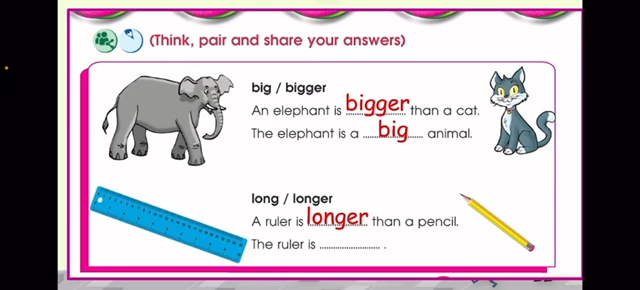 (Think, pair and share your answers)
big / bigger
An elephant is bigger than a cat.
The elephant is a big animal.
long / longer
A ruler is longer than a pencil.
The ruler is ........................ .